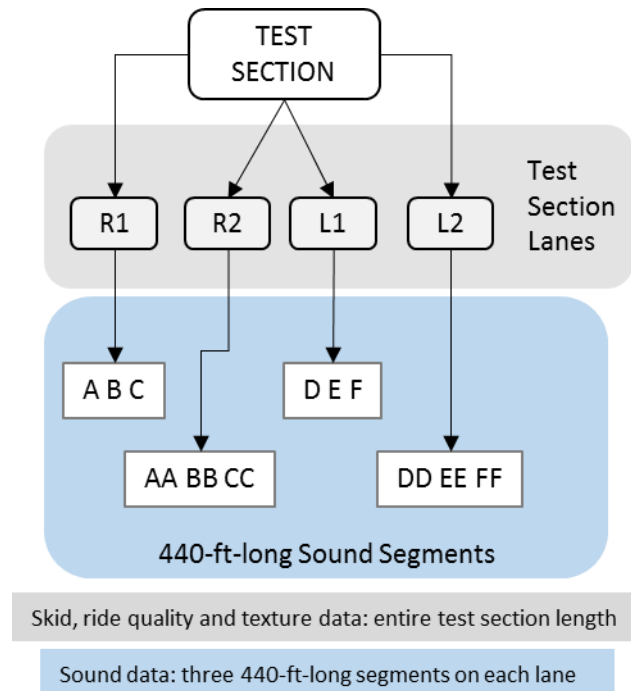 TEST
SECTION
Test
Section
Lanes
R1
R2
L1
L2
A B C
D E F
AA BB CC
DD EE FF
440-ft-long Sound Segments
Skid, ride quality and texture data: entire test section length
Sound data: three 440-ft-long segments on each lane